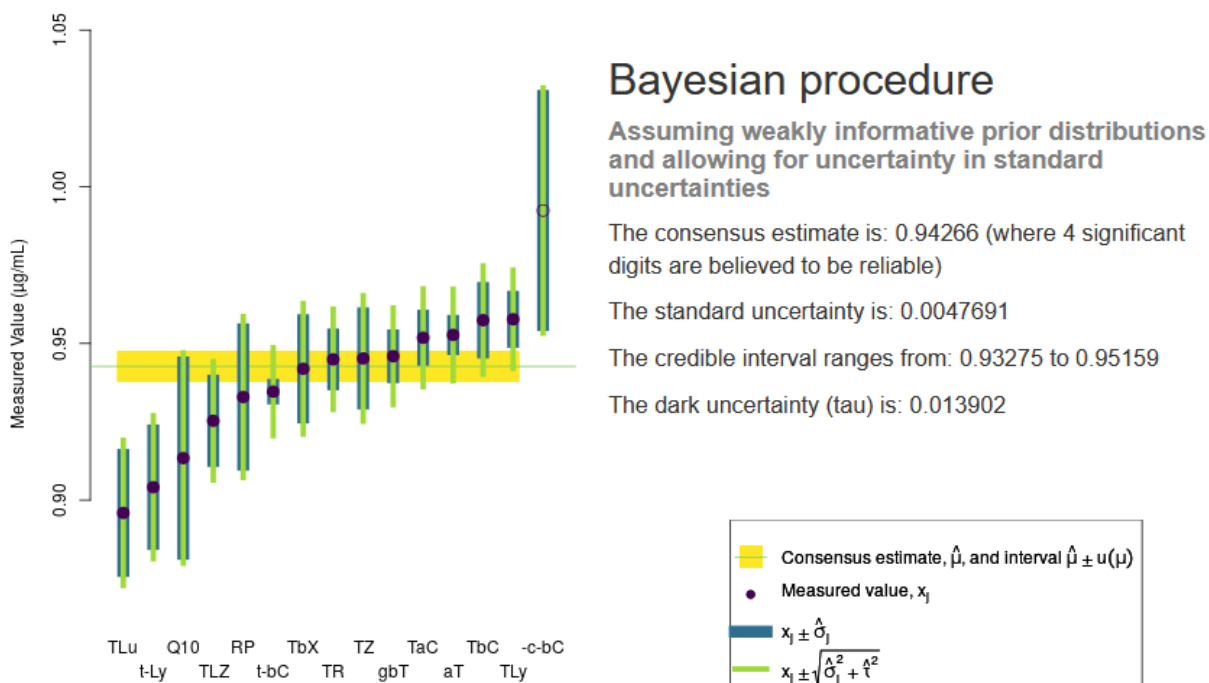 1.05
1.00
0.95
0.90
Measured Value (µg/mL)
TLu Q10 RP TbX TZ TaC TbC -c-bC
t-Ly TLZ t-bC TR gbT aT TLy
Bayesian procedure
Assuming weakly informative prior distributions
and allowing for uncertainty in standard
uncertainties
The consensus estimate is: 0.94266 (where 4 significant
digits are believed to be reliable)
The standard uncertainty is: 0.0047691
The credible interval ranges from: 0.93275 to 0.95159
The dark uncertainty (tau) is: 0.013902
Consensus estimate, μ̂, and interval μ̂ ± u(μ)
Measured value, xⱼ
xⱼ ± σ̂ⱼ
xⱼ ± √(σ̂ⱼ² + τ̂²)